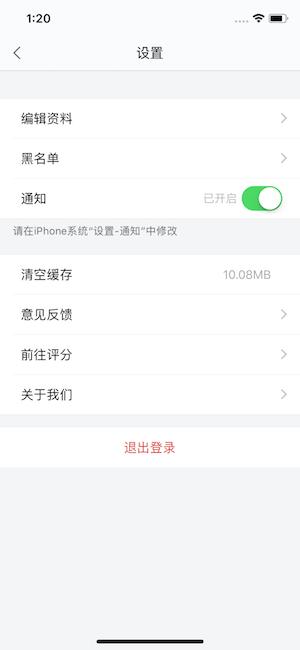 1:20
设置
编辑资料
黑名单
通知 已开启
请在iPhone系统“设置-通知”中修改
清空缓存 10.08MB
意见反馈
前往评分
关于我们
退出登录